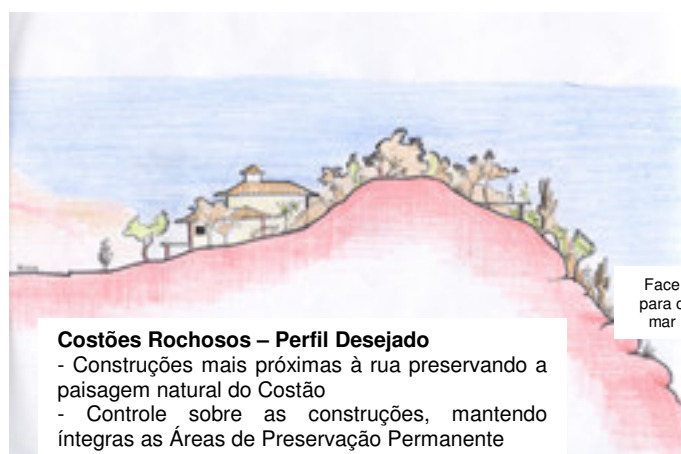 Face
para o
mar
Costões Rochosos – Perfil Desejado
- Construções mais próximas à rua preservando a
paisagem natural do Costão
- Controle sobre as construções, mantendo
íntegras as Áreas de Preservação Permanente